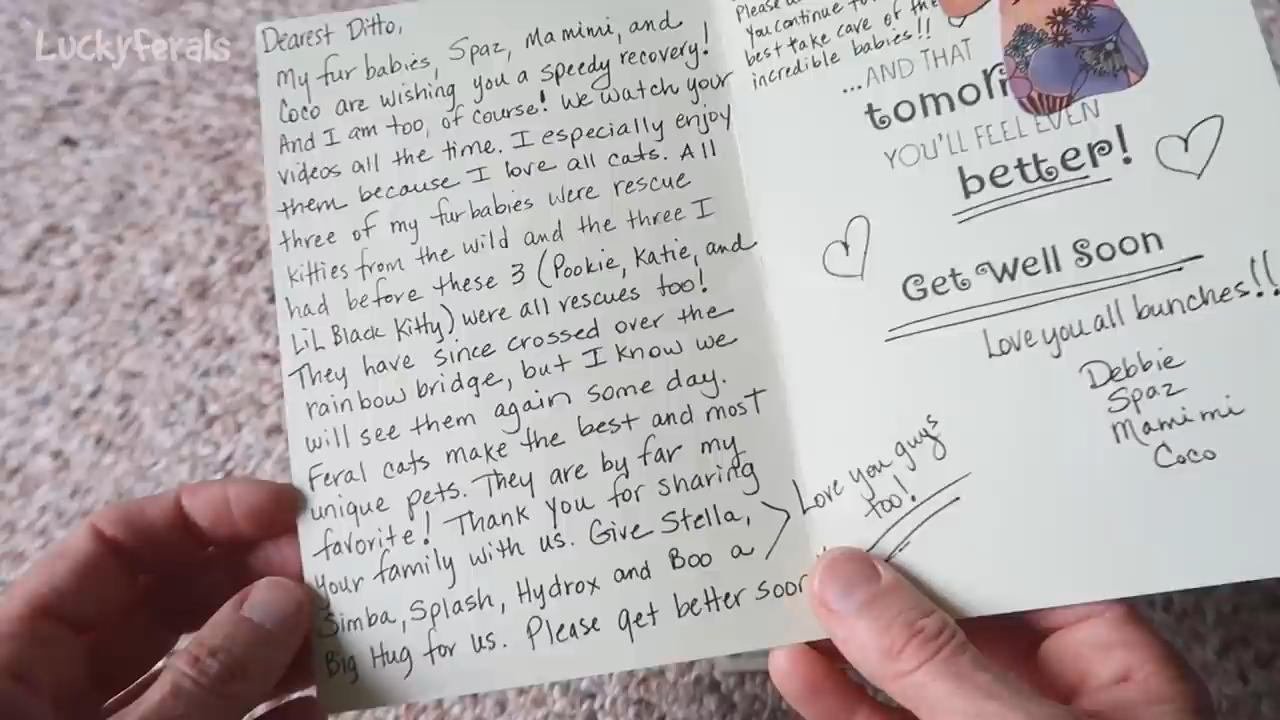 LuckyFerals
Dearest Ditto,
My fur babies, Spaz, Mamimi, and
Coco are wishing you a speedy recovery!
And I am too, of course! We watch your
videos all the time. I especially enjoy
them because I love all cats. All
three of my furbabies were rescue
kitties from the wild and the three I
had before these 3 (Pookie, Katie, and
LiL Black Kitty) were all rescues too!
They have since crossed over the
rainbow bridge, but I know we
will see them again some day.
Feral cats make the best and most
unique pets. They are by far my
favorite! Thank you for sharing
your family with us. Give Stella,
Simba, Splash, Hydrox and Boo a
Big Hug for us. Please get better soon
Love you guys
too!
Please
You continue
best take care of the
incredible babies!!
...AND THAT
YOU'LL FEEL EVEN
better!
Get Well Soon
Love you all bunches!!
Debbie
Spaz
Mamimi
Coco